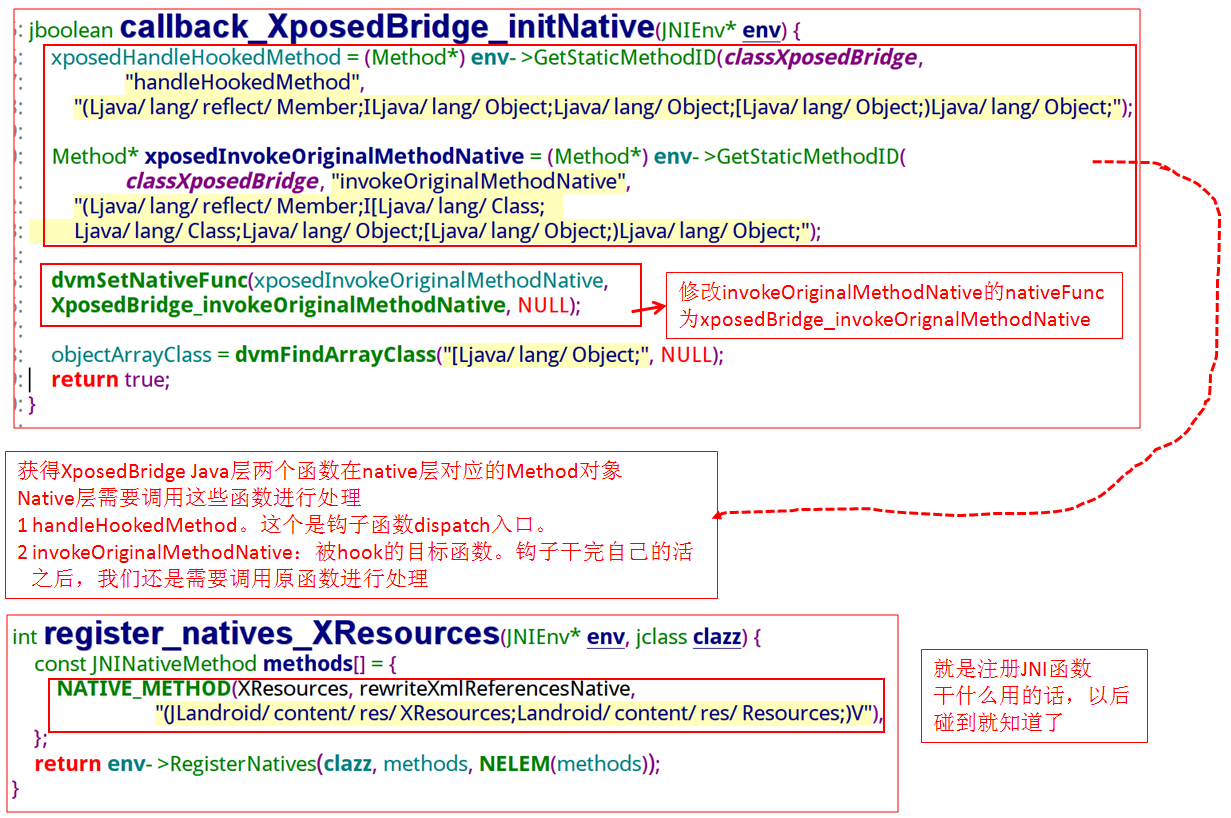 jboolean callback_XposedBridge_initNative(JNIEnv* env) {
xposedHandleHookedMethod = (Method*) env->GetStaticMethodID(classXposedBridge,
"handleHookedMethod",
"(Ljava/lang/reflect/Member;ILjava/lang/Object;Ljava/lang/Object;[Ljava/lang/Object;)Ljava/lang/Object;");
Method* xposedInvokeOriginalMethodNative = (Method*) env->GetStaticMethodID(
classXposedBridge, "invokeOriginalMethodNative",
"(Ljava/lang/reflect/Member;I[Ljava/lang/Class;
Ljava/lang/Class;Ljava/lang/Object;[Ljava/lang/Object;)Ljava/lang/Object;");
dvmSetNativeFunc(xposedInvokeOriginalMethodNative,
XposedBridge_invokeOriginalMethodNative, NULL);
修改invokeOriginalMethodNative的nativeFunc
为xposedBridge_invokeOrignalMethodNative
objectArrayClass = dvmFindArrayClass("[Ljava/lang/Object;", NULL);
return true;
}
获得XposedBridge Java层两个函数在native层对应的Method对象
Native层需要调用这些函数进行处理
1 handleHookedMethod。这个是钩子函数dispatch入口。
2 invokeOriginalMethodNative：被hook的目标函数。钩子干完自己的活
之后，我们还是需要调用原函数进行处理
int register_natives_XResources(JNIEnv* env, jclass clazz) {
const JNINativeMethod methods[] = {
NATIVE_METHOD(XResources, rewriteXmlReferencesNative,
"(JLandroid/content/res/XResources;Landroid/content/res/Resources;)V"),
};
return env->RegisterNatives(clazz, methods, NELEM(methods));
}
就是注册JNI函数
干什么用的话，以后
碰到就知道了